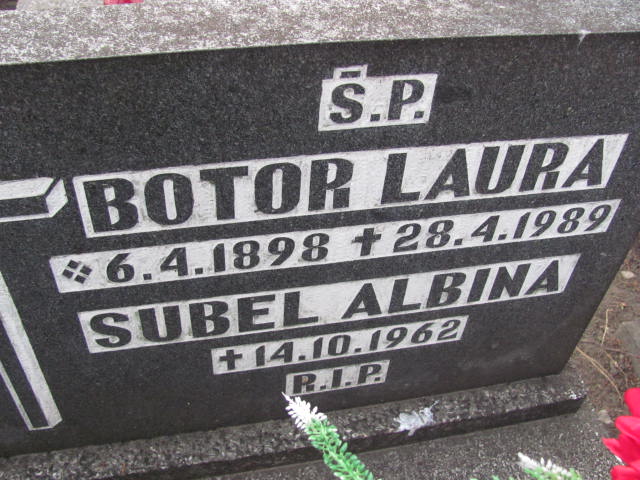 Ś.P.
BOTOR LAURA
6.4.1898 ✝ 28.4.1989
SUBEL ALBINA
✝ 14.10.1962
R.I.P.